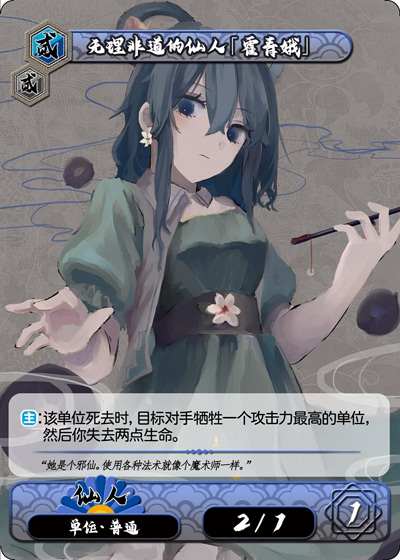 贰
无理非道的仙人「霍青娥」
贰
主:该单位死去时，目标对手牺牲一个攻击力最高的单位，
然后你失去两点生命。
“她是个邪仙。使用各种法术就像个魔术师一样。”
仙人
单位·普通
2/1
1